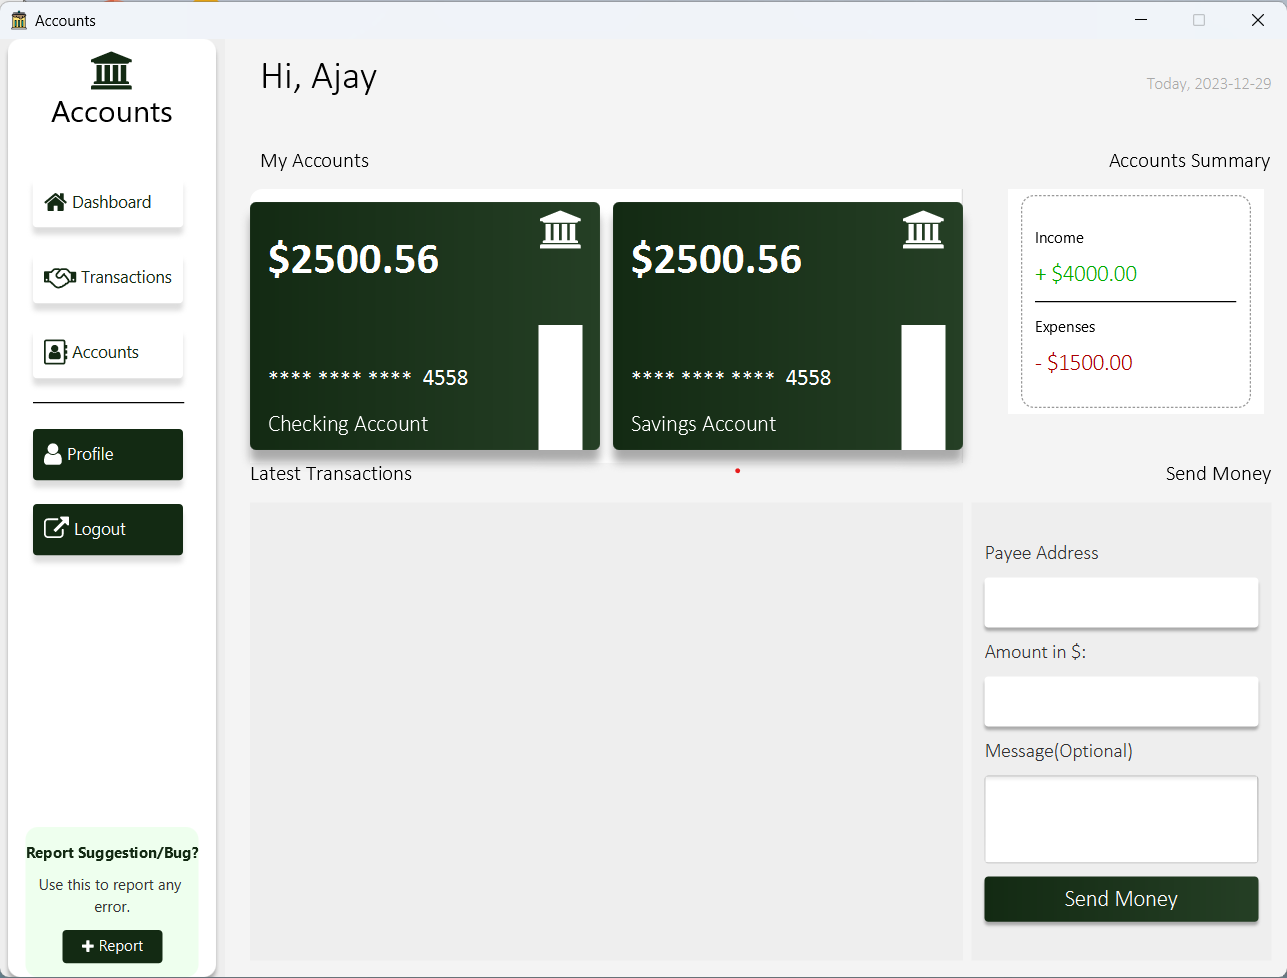 Accounts
Accounts
Dashboard
Transactions
Accounts
Profile
Logout
Report Suggestion/Bug?
Use this to report any
error.
Report
Hi, Ajay
Today, 2023-12-29
My Accounts
$2500.56
**** **** **** 4558
Checking Account
$2500.56
**** **** **** 4558
Savings Account
Accounts Summary
Income
+ $4000.00
Expenses
- $1500.00
Latest Transactions
Send Money
Payee Address
Amount in $:
Message(Optional)
Send Money